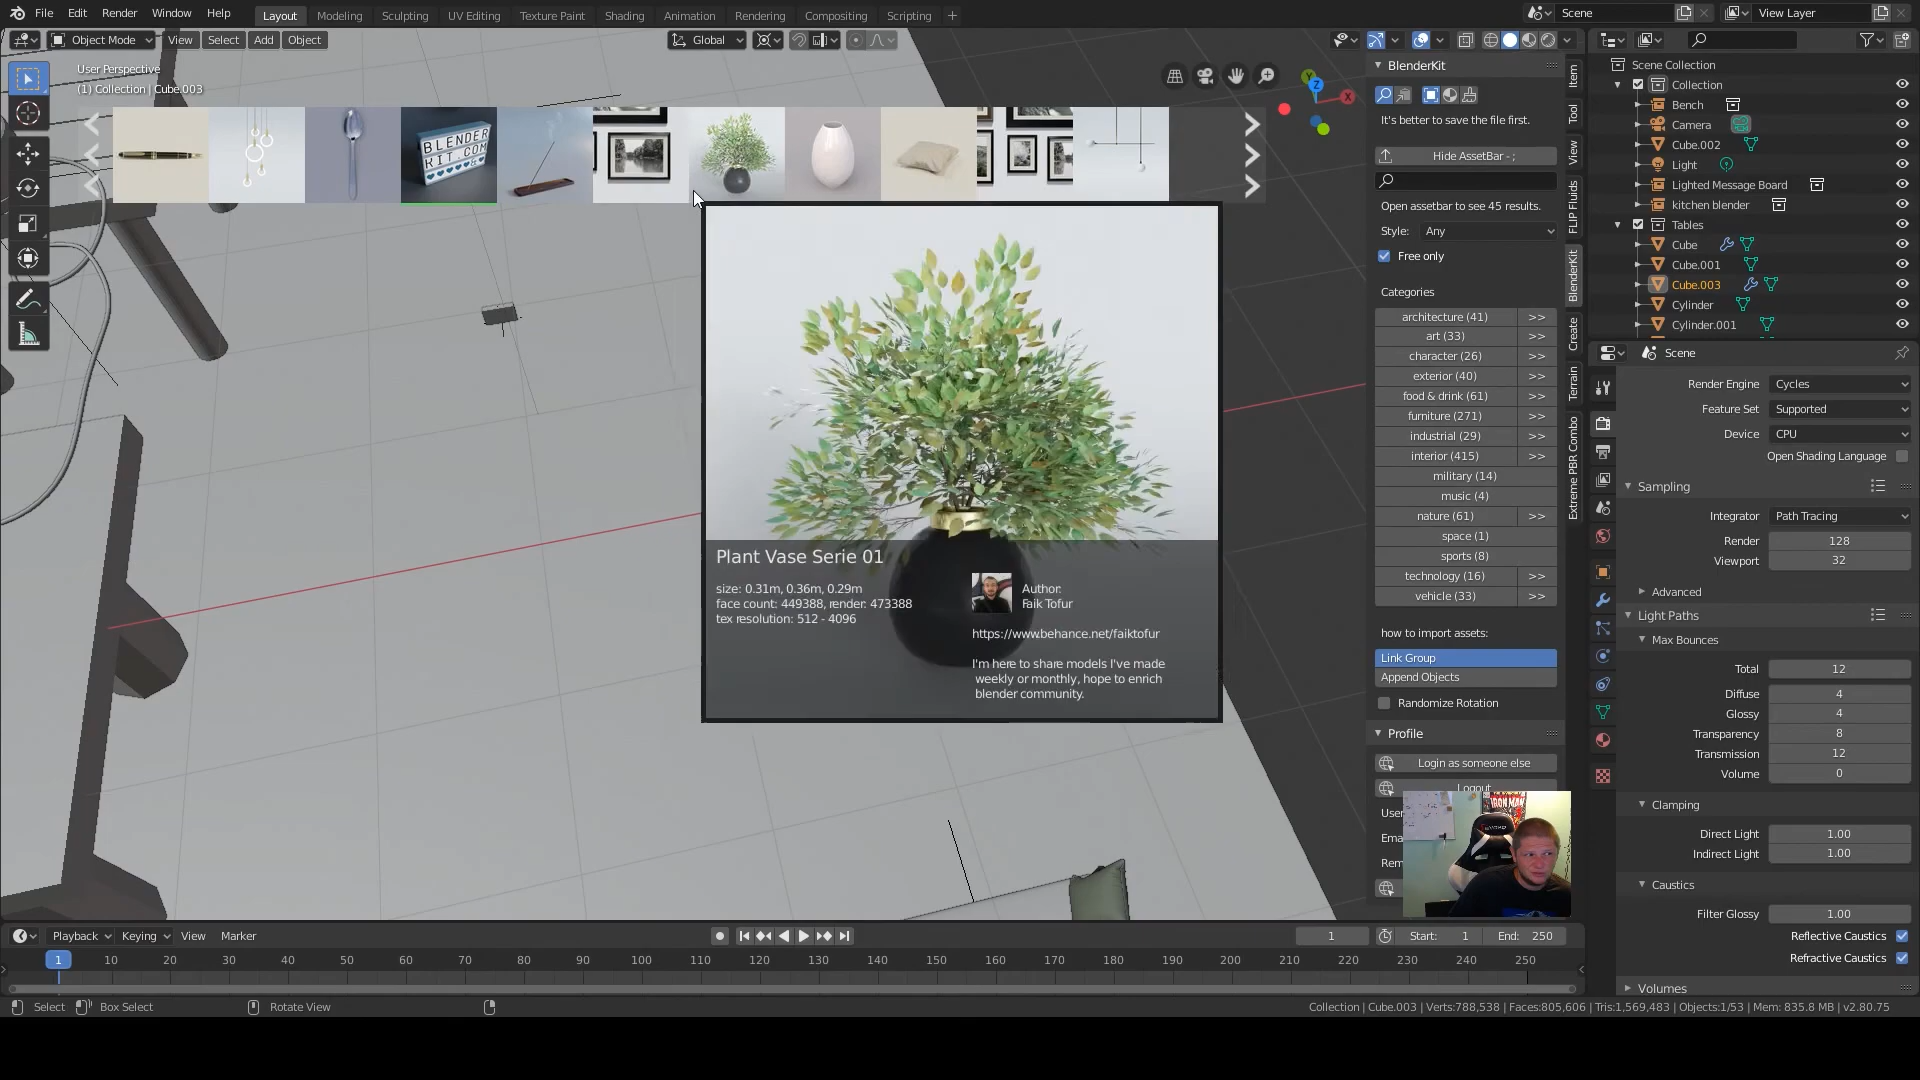 File Edit Render Window Help
Layout Modeling Sculpting UV Editing Texture Paint Shading Animation Rendering Compositing Scripting +
Scene
View Layer
Object Mode View Select Add Object
Global
User Perspective
(1) Collection | Cube.003
BLENDER
KIT.COM
Plant Vase Serie 01
size: 0.31m, 0.36m, 0.29m
face count: 449388, render: 473388
tex resolution: 512 - 4096
Author:
Faik Tofur
https://www.behance.net/faiktofur
I'm here to share models I've made
weekly or monthly, hope to enrich
blender community.
BlenderKit
It's better to save the file first.
Hide AssetBar - ;
Open assetbar to see 45 results.
Style: Any
Free only
Categories
architecture (41) >>
art (33) >>
character (26) >>
exterior (40) >>
food & drink (61) >>
furniture (271) >>
industrial (29) >>
interior (415) >>
military (14)
music (4)
nature (61) >>
space (1)
sports (8)
technology (16) >>
vehicle (33) >>
how to import assets:
Link Group
Append Objects
Randomize Rotation
Profile
Login as someone else
Logout
User
Ema
Rem
IRON MAN
Item
Tool
View
FLIP Fluids
BlenderKit
Create
Terrain
Extreme PBR Combo
Scene Collection
Collection
Bench
Camera
Cube.002
Light
Lighted Message Board
kitchen blender
Tables
Cube
Cube.001
Cube.003
Cylinder
Cylinder.001
Scene
Render Engine Cycles
Feature Set Supported
Device CPU
Open Shading Language
Sampling
Integrator Path Tracing
Render 128
Viewport 32
Advanced
Light Paths
Max Bounces
Total 12
Diffuse 4
Glossy 4
Transparency 8
Transmission 12
Volume 0
Clamping
Direct Light 1.00
Indirect Light 1.00
Caustics
Filter Glossy 1.00
Reflective Caustics
Refractive Caustics
Volumes
Playback Keying View Marker
1 Start: 1 End: 250
1 10 20 30 40 50 60 70 80 90 100 110 120 130 140 150 160 170 180 190 200 210 220 230 240 250
Select Box Select Rotate View
Collection | Cube.003 | Verts:788,538 | Faces:805,606 | Tris:1,569,483 | Objects:1/53 | Mem: 835.8 MB | v2.80.75